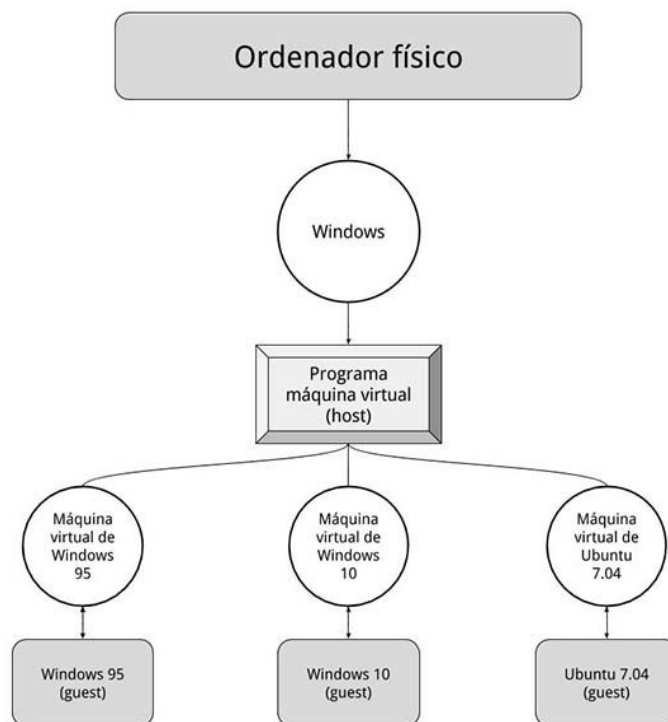 Ordenador físico
Windows
Programa
máquina virtual
(host)
Máquina
virtual de
Windows
95
Máquina
virtual de
Windows
10
Máquina
virtual de
Ubuntu
7.04
Windows 95
(guest)
Windows 10
(guest)
Ubuntu 7.04
(guest)